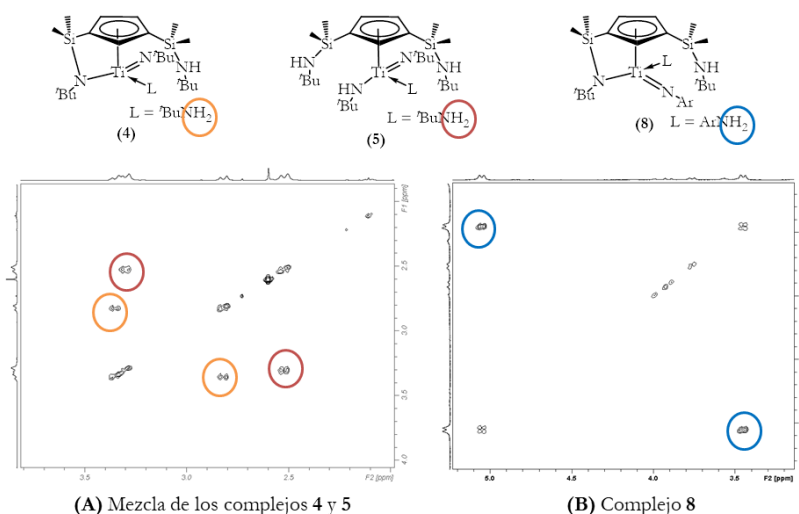 Si
Si
N
ᵗBu
Ti
NᵗBu
L
NH
ᵗBu
L = ᵗBuNH₂
(4)
Si
Si
HN
ᵗBu
HN
ᵗBu
Ti
NᵗBu
L
NH
ᵗBu
L = ᵗBuNH₂
(5)
Si
Si
N
ᵗBu
L
Ti
N
Ar
NH
ᵗBu
(8) L = ArNH₂
F1 [ppm]
2.5
3.0
3.5
4.0
3.5 3.0 2.5 F2 [ppm]
5.0 4.5 4.0 3.5 F2 [ppm]
(A) Mezcla de los complejos 4 y 5
(B) Complejo 8